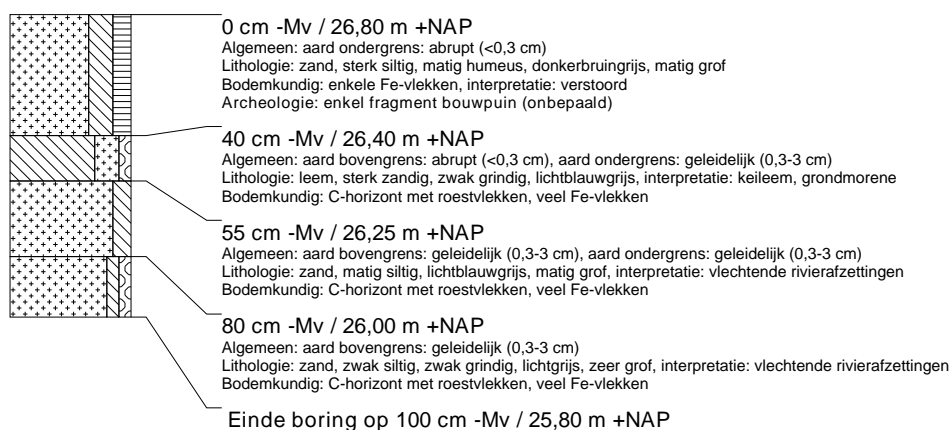 0 cm -Mv / 26,80 m +NAP
Algemeen: aard ondergrens: abrupt (<0,3 cm)
Lithologie: zand, sterk siltig, matig humeus, donkerbruingrijs, matig grof
Bodemkundig: enkele Fe-vlekken, interpretatie: verstoord
Archeologie: enkel fragment bouwpuin (onbepaald)
40 cm -Mv / 26,40 m +NAP
Algemeen: aard bovengrens: abrupt (<0,3 cm), aard ondergrens: geleidelijk (0,3-3 cm)
Lithologie: leem, sterk zandig, zwak grindig, lichtblauwgrijs, interpretatie: keileem, grondmorene
Bodemkundig: C-horizont met roestvlekken, veel Fe-vlekken
55 cm -Mv / 26,25 m +NAP
Algemeen: aard bovengrens: geleidelijk (0,3-3 cm), aard ondergrens: geleidelijk (0,3-3 cm)
Lithologie: zand, matig siltig, lichtblauwgrijs, matig grof, interpretatie: vlechtende rivierafzettingen
Bodemkundig: C-horizont met roestvlekken, veel Fe-vlekken
80 cm -Mv / 26,00 m +NAP
Algemeen: aard bovengrens: geleidelijk (0,3-3 cm)
Lithologie: zand, zwak siltig, zwak grindig, lichtgrijs, zeer grof, interpretatie: vlechtende rivierafzettingen
Bodemkundig: C-horizont met roestvlekken, veel Fe-vlekken
Einde boring op 100 cm -Mv / 25,80 m +NAP